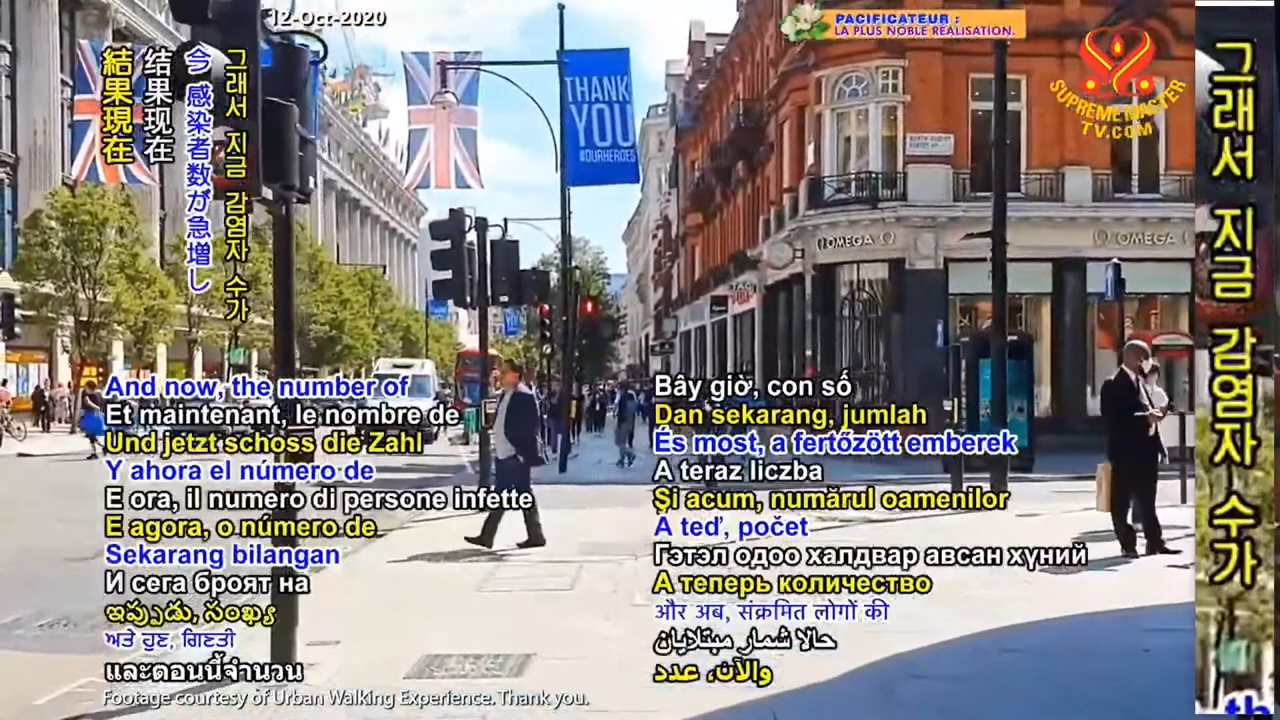 12-Oct-2020
PACIFICATEUR :
LA PLUS NOBLE RÉALISATION.
SUPREMEMASTER
TV.COM
THANK
YOU
#OURHEROES
그래서 지금 감염자 수가
今 感染者数が急増し
结果现在
結果現在
OMEGA
OMEGA
TAG
And now, the number of
Et maintenant, le nombre de
Und jetzt schoss die Zahl
Y ahora el número de
E ora, il numero di persone infette
E agora, o número de
Sekarang bilangan
И сега броят на
ఇప్పుడు, సంఖ్య
ਅਤੇ ਹੁਣ, ਗਿਣਤੀ
และตอนนี้จำนวน
Bây giờ, con số
Dan sekarang, jumlah
És most, a fertőzött emberek
A teraz liczba
Și acum, numărul oamenilor
A teď, počet
Гэтэл одоо халдвар авсан хүний
А теперь количество
और अब, संक्रमित लोगों की
حالا شمار مبتلایان
والآن، عدد
Footage courtesy of Urban Walking Experience. Thank you.
그래서 지금 감염자 수가
th